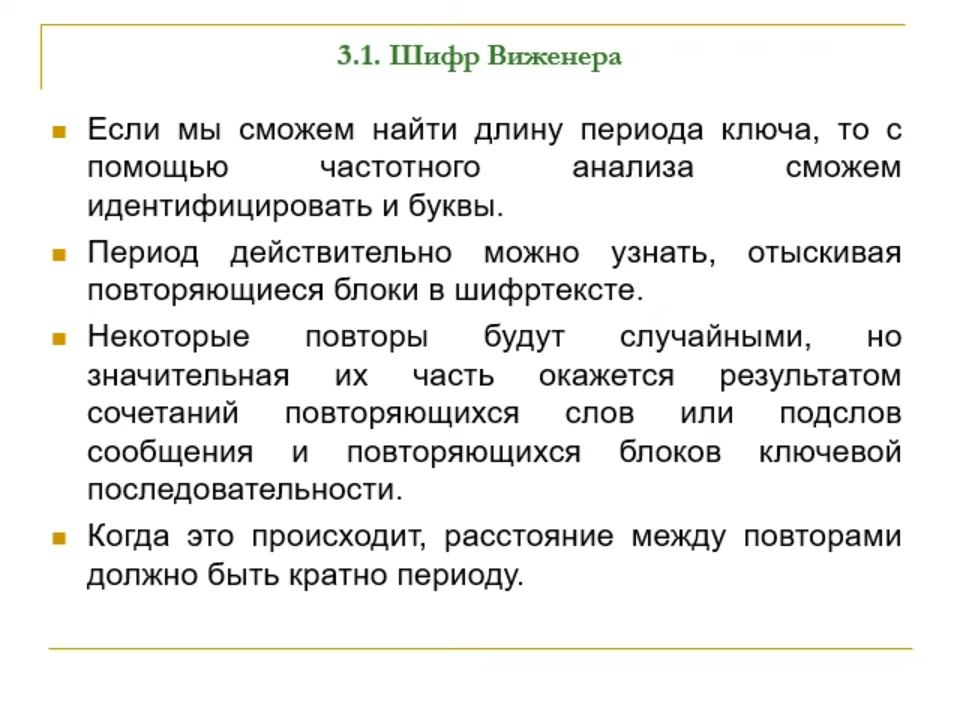 3.1. Шифр Виженера
Если мы сможем найти длину периода ключа, то с
помощью частотного анализа сможем
идентифицировать и буквы.
Период действительно можно узнать, отыскивая
повторяющиеся блоки в шифртексте.
Некоторые повторы будут случайными, но
значительная их часть окажется результатом
сочетаний повторяющихся слов или подслов
сообщения и повторяющихся блоков ключевой
последовательности.
Когда это происходит, расстояние между повторами
должно быть кратно периоду.